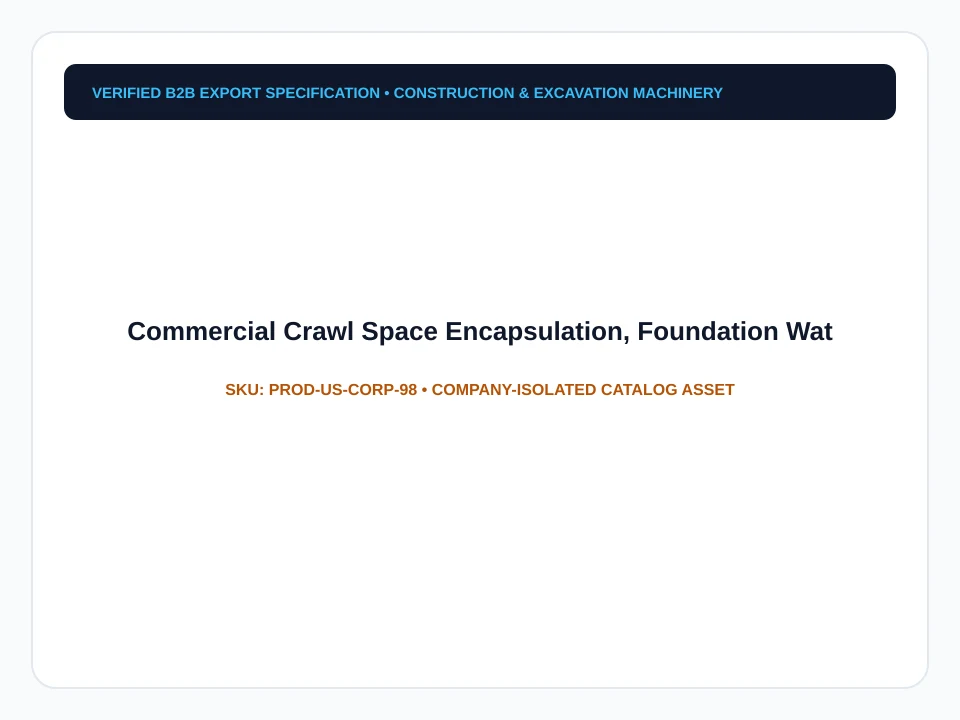 VERIFIED B2B EXPORT SPECIFICATION • CONSTRUCTION & EXCAVATION MACHINERY
Commercial Crawl Space Encapsulation, Foundation Wat
SKU: PROD-US-CORP-98 • COMPANY-ISOLATED CATALOG ASSET